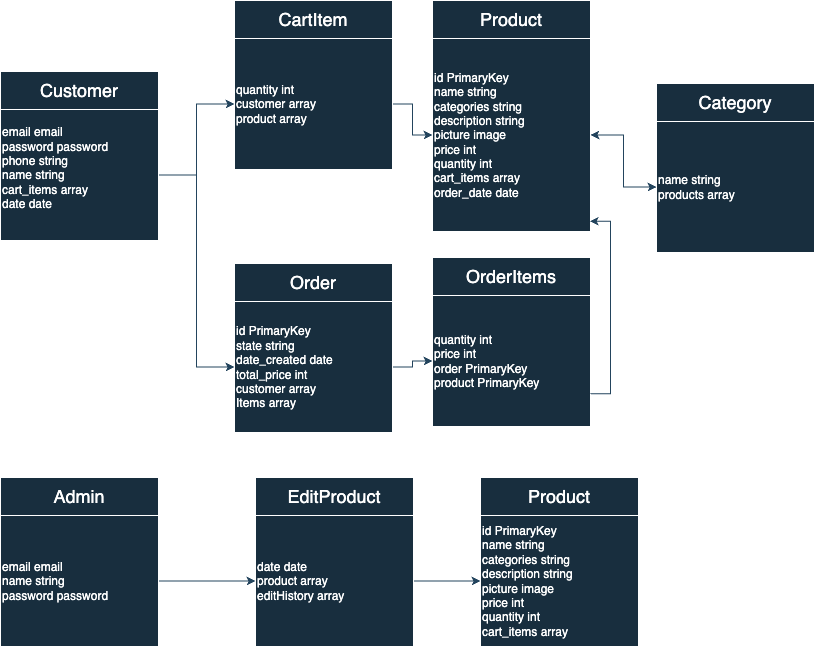 Customer
email email
password password
phone string
name string
cart_items array
date date
CartItem
quantity int
customer array
product array
Product
id PrimaryKey
name string
categories string
description string
picture image
price int
quantity int
cart_items array
order_date date
Category
name string
products array
Order
id PrimaryKey
state string
date_created date
total_price int
customer array
Items array
OrderItems
quantity int
price int
order PrimaryKey
product PrimaryKey
Admin
email email
name string
password password
EditProduct
date date
product array
editHistory array
Product
id PrimaryKey
name string
categories string
description string
picture image
price int
quantity int
cart_items array